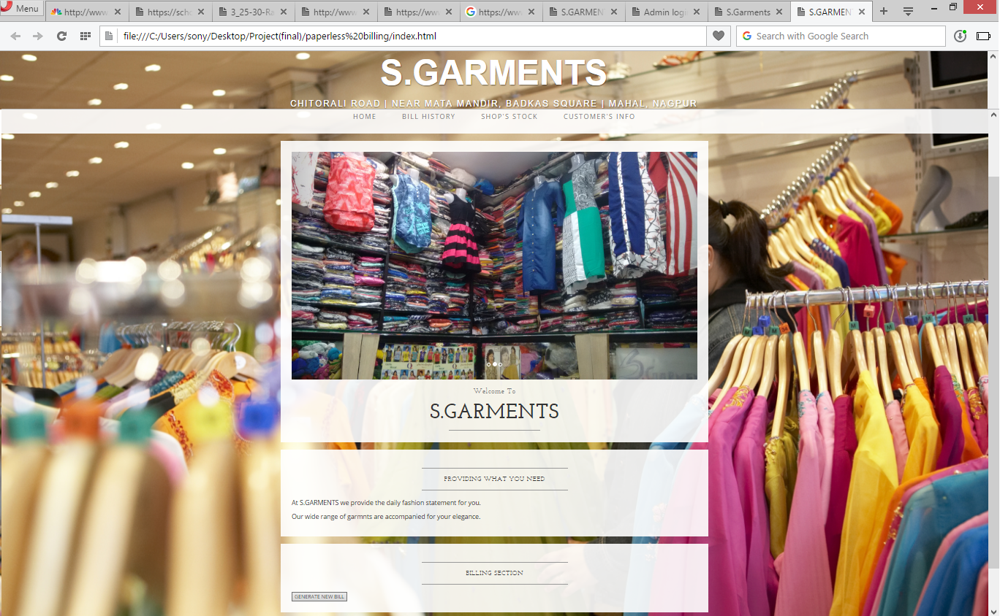 Menu
http://www
https://scho
3_25-30-Ra
http://www
https://www
https://www
S.GARMEN
Admin logi
S.Garments
S.GARMEN
file:///C:/Users/sony/Desktop/Project(final)/paperless%20billing/index.html
Search with Google Search
S.GARMENTS
CHITORALI ROAD | NEAR MATA MANDIR, BADKAS SQUARE | MAHAL, NAGPUR
HOME BILL HISTORY SHOP'S STOCK CUSTOMER'S INFO
Welcome To
S.GARMENTS
PROVIDING WHAT YOU NEED
At S.GARMENTS we provide the daily fashion statement for you.
Our wide range of garmnts are accompanied for your elegance.
BILLING SECTION
GENERATE NEW BILL